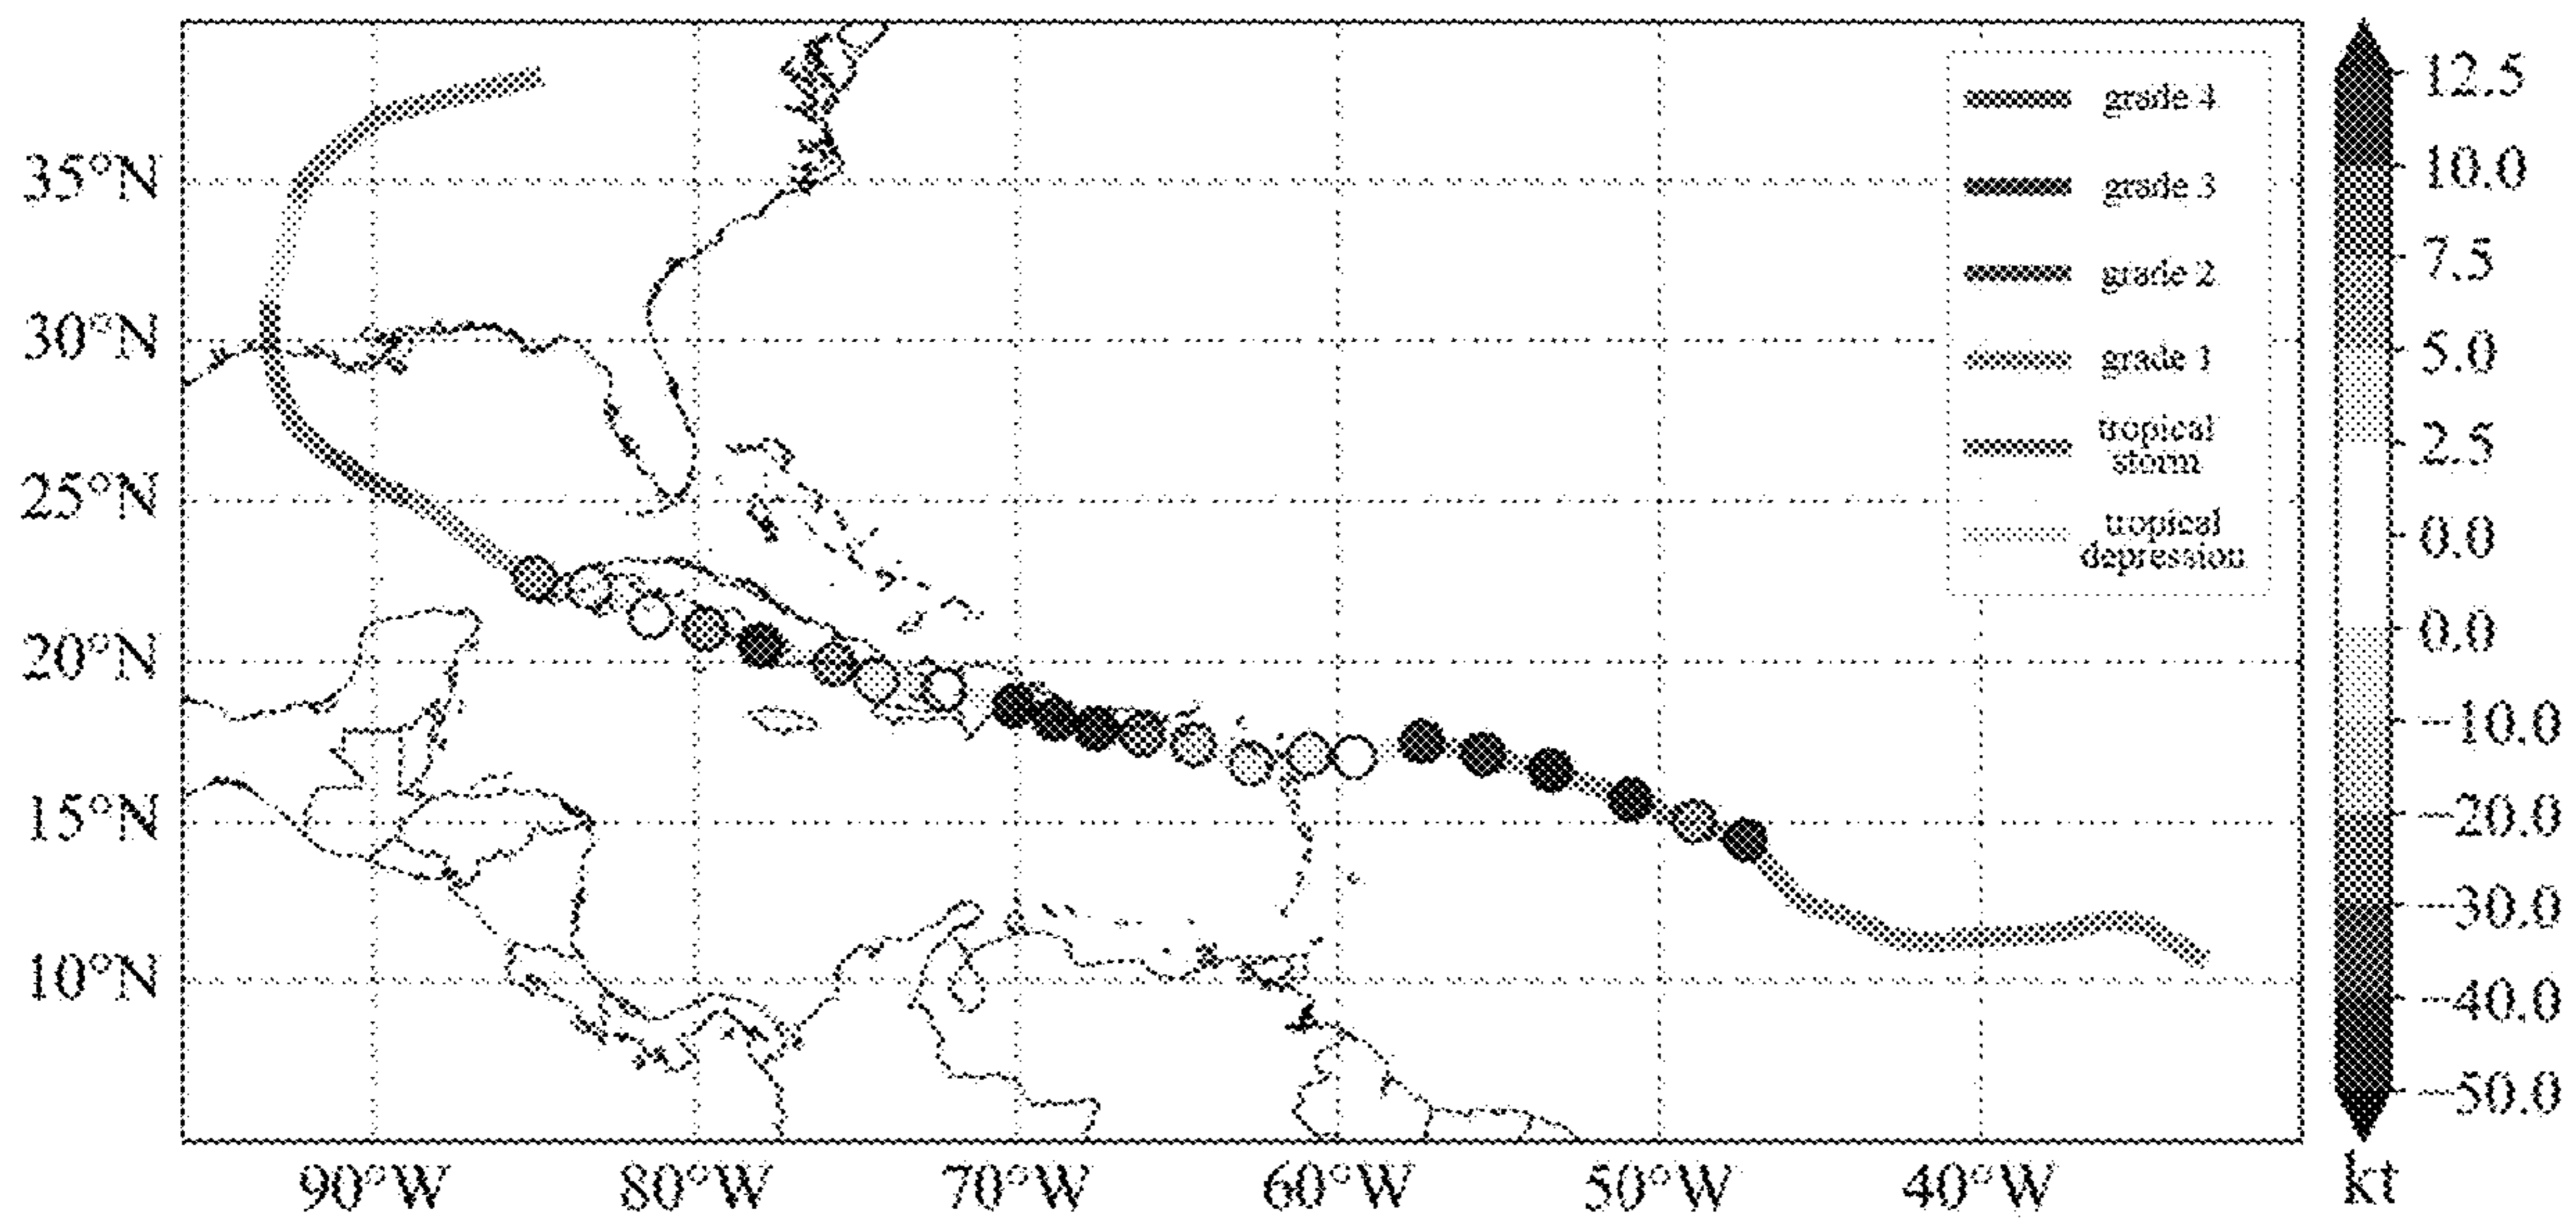 35°N
30°N
25°N
20°N
15°N
10°N
90°W
80°W
70°W
60°W
50°W
40°W
grade 4
grade 3
grade 2
grade 1
tropical
storm
tropical
depression
12.5
10.0
7.5
5.0
2.5
0.0
0.0
-10.0
-20.0
-30.0
-40.0
-50.0
kt